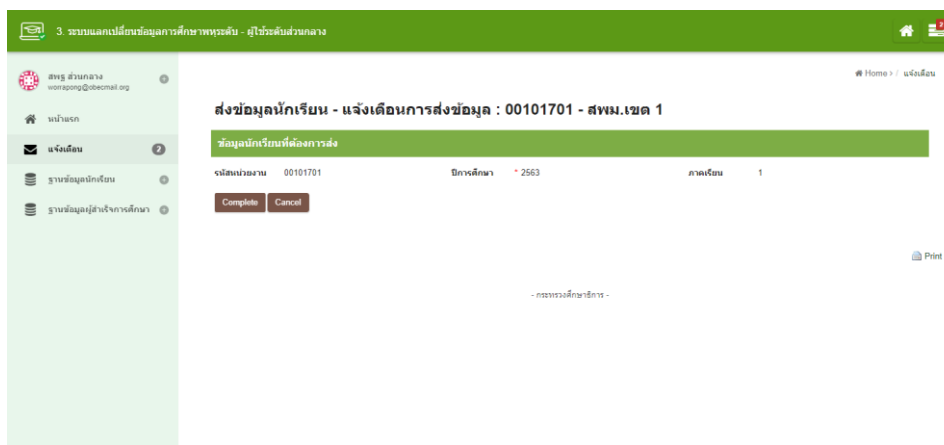 3. ระบบแลกเปลี่ยนข้อมูลการศึกษาพหุระดับ - ผู้ใช้ระดับส่วนกลาง
3
สพฐ ส่วนกลาง
worrapong@obecmail.org
Home > / แจ้งเตือน
หน้าแรก
แจ้งเตือน 2
ฐานข้อมูลนักเรียน
ฐานข้อมูลผู้สำเร็จการศึกษา
ส่งข้อมูลนักเรียน - แจ้งเตือนการส่งข้อมูล : 00101701 - สพม.เขต 1
ข้อมูลนักเรียนที่ต้องการส่ง
รหัสหน่วยงาน 00101701 ปีการศึกษา * 2563 ภาคเรียน 1
Complete Cancel
Print
- กระทรวงศึกษาธิการ -